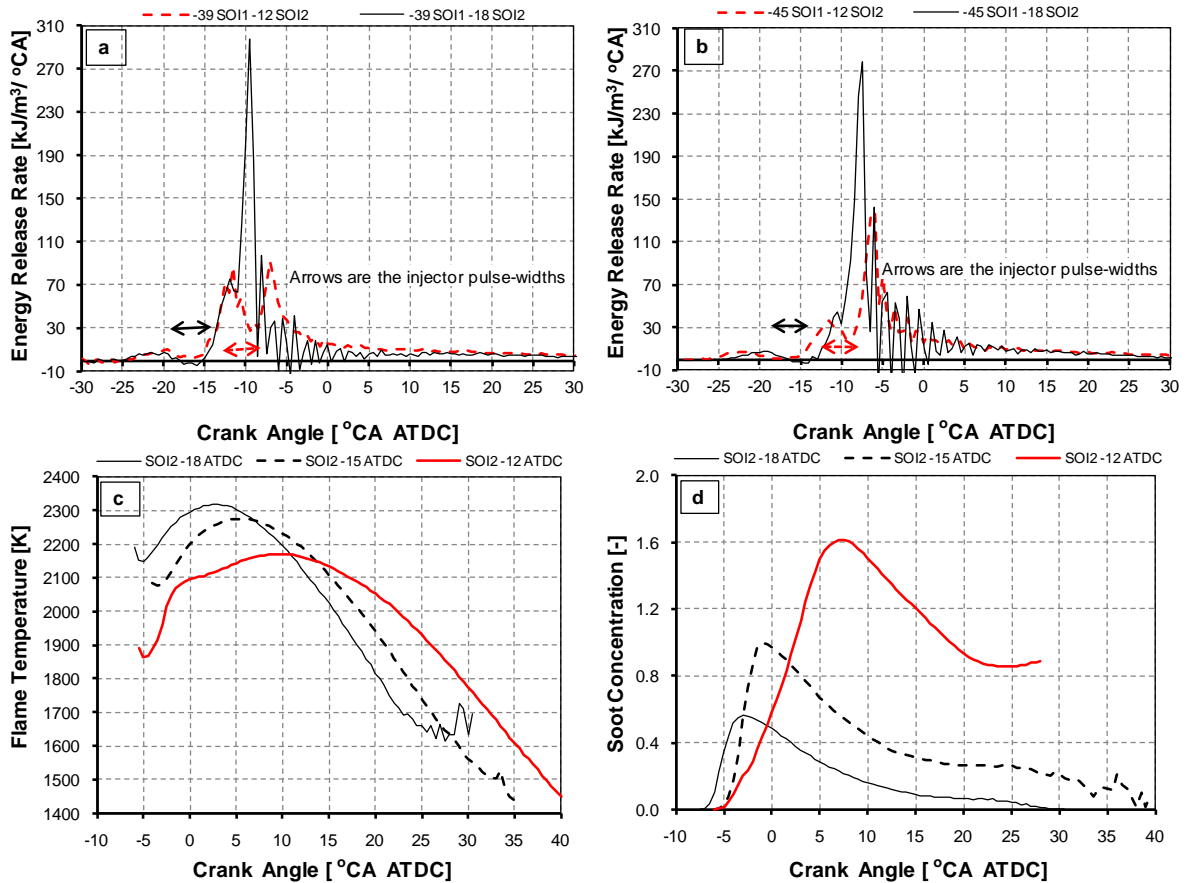 -39 SOI1 -12 SOI2 -39 SOI1 -18 SOI2
a
Energy Release Rate [kJ/m³/ ᵒCA]
310
270
230
190
150
110
70
30
-10
Arrows are the injector pulse-widths
-30 -25 -20 -15 -10 -5 0 5 10 15 20 25 30
Crank Angle [ ᵒCA ATDC]
-45 SOI1 -12 SOI2 -45 SOI1 -18 SOI2
b
Energy Release Rate [kJ/m³/ ᵒCA]
310
270
230
190
150
110
70
30
-10
Arrows are the injector pulse-widths
-30 -25 -20 -15 -10 -5 0 5 10 15 20 25 30
Crank Angle [ ᵒCA ATDC]
SOI2 -18 ATDC SOI2 -15 ATDC SOI2 -12 ATDC
c
Flame Temperature [K]
2400
2300
2200
2100
2000
1900
1800
1700
1600
1500
1400
-10 -5 0 5 10 15 20 25 30 35 40
Crank Angle [ ᵒCA ATDC]
SOI2 -18 ATDC SOI2 -15 ATDC SOI2 -12 ATDC
d
Soot Concentration [-]
2.0
1.6
1.2
0.8
0.4
0.0
-10 -5 0 5 10 15 20 25 30 35 40
Crank Angle [ ᵒCA ATDC]